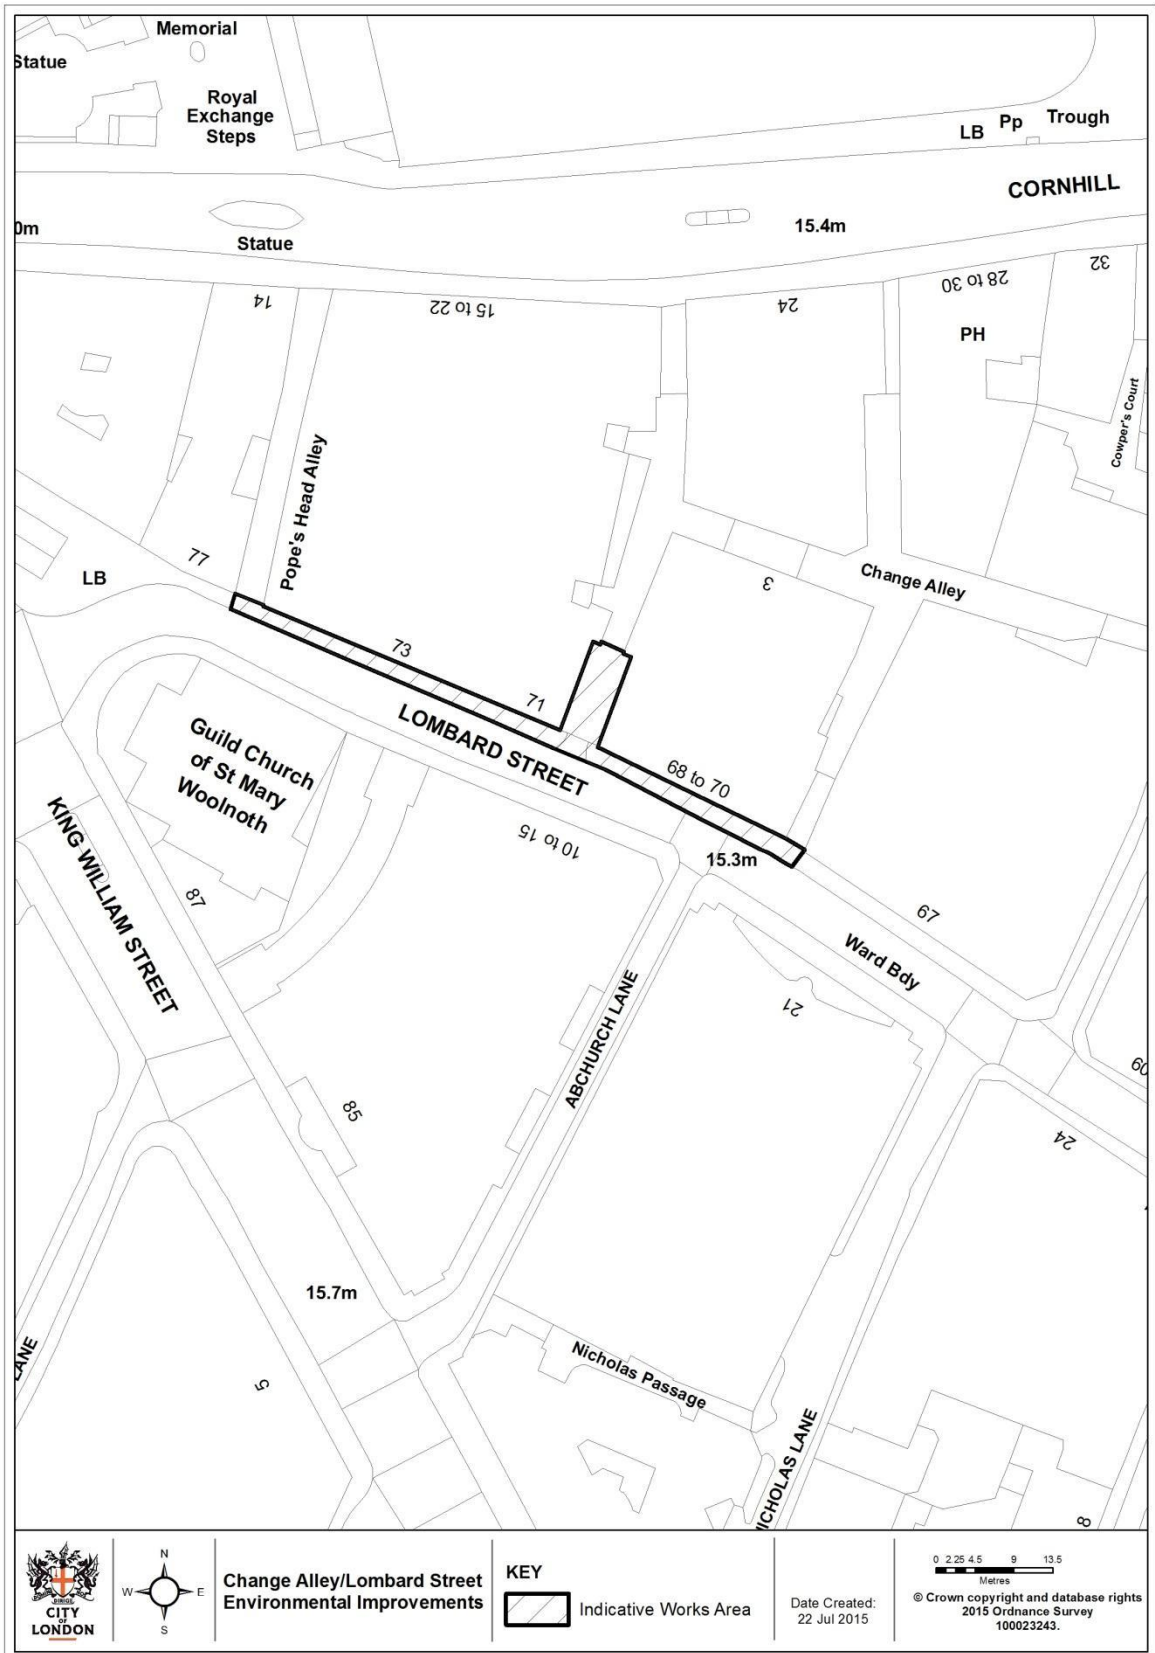 Memorial
Statue
Royal
Exchange
Steps
LB
Pp
Trough
CORNHILL
0m
Statue
15.4m
14
15 to 22
24
28 to 30
32
PH
Cowper's Court
Pope's Head Alley
77
LB
Change Alley
3
73
71
LOMBARD STREET
68 to 70
Guild Church
of St Mary
Woolnoth
10 to 15
15.3m
KING WILLIAM STREET
87
67
Ward Bdy
21
ABCHURCH LANE
60
24
85
15.7m
LANE
5
Nicholas Passage
NICHOLAS LANE
8
CITY
OF
LONDON
N
W E
S
Change Alley/Lombard Street
Environmental Improvements
KEY
Indicative Works Area
Date Created:
22 Jul 2015
0 2.25 4.5 9 13.5
Metres
© Crown copyright and database rights
2015 Ordnance Survey
100023243.